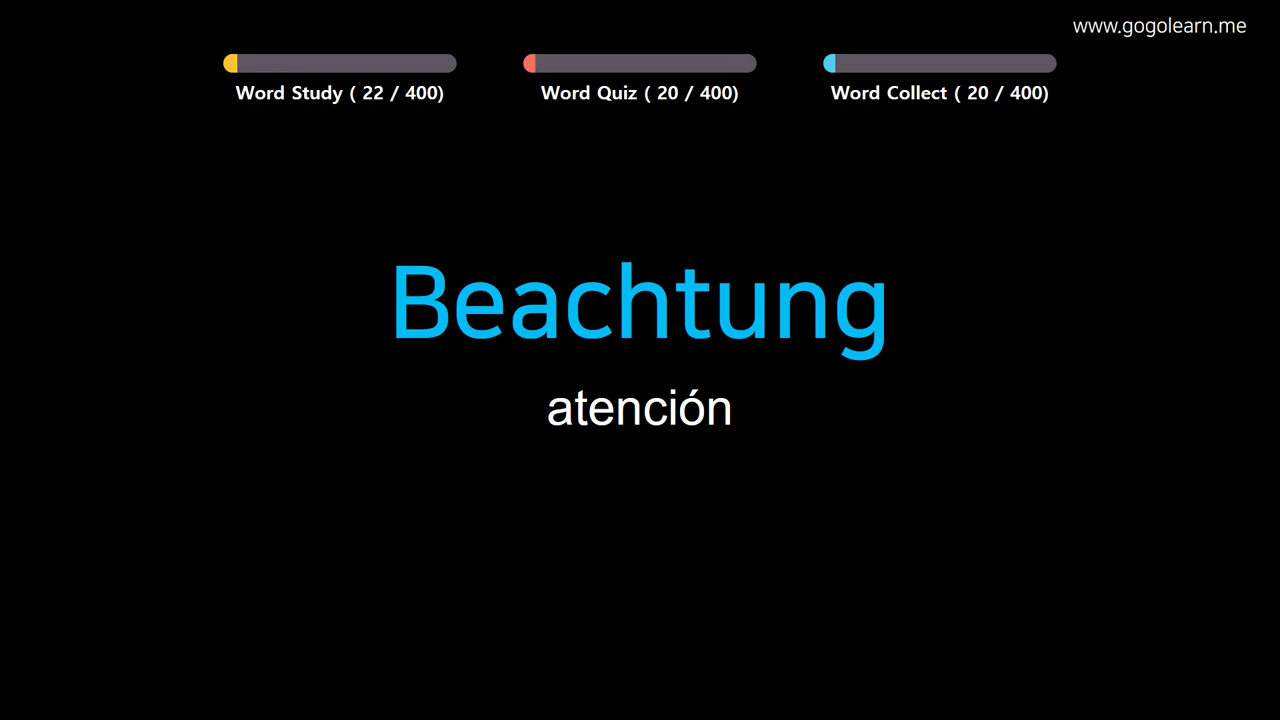 www.gogolearn.me
Word Study ( 22 / 400)
Word Quiz ( 20 / 400)
Word Collect ( 20 / 400)
Beachtung
atención